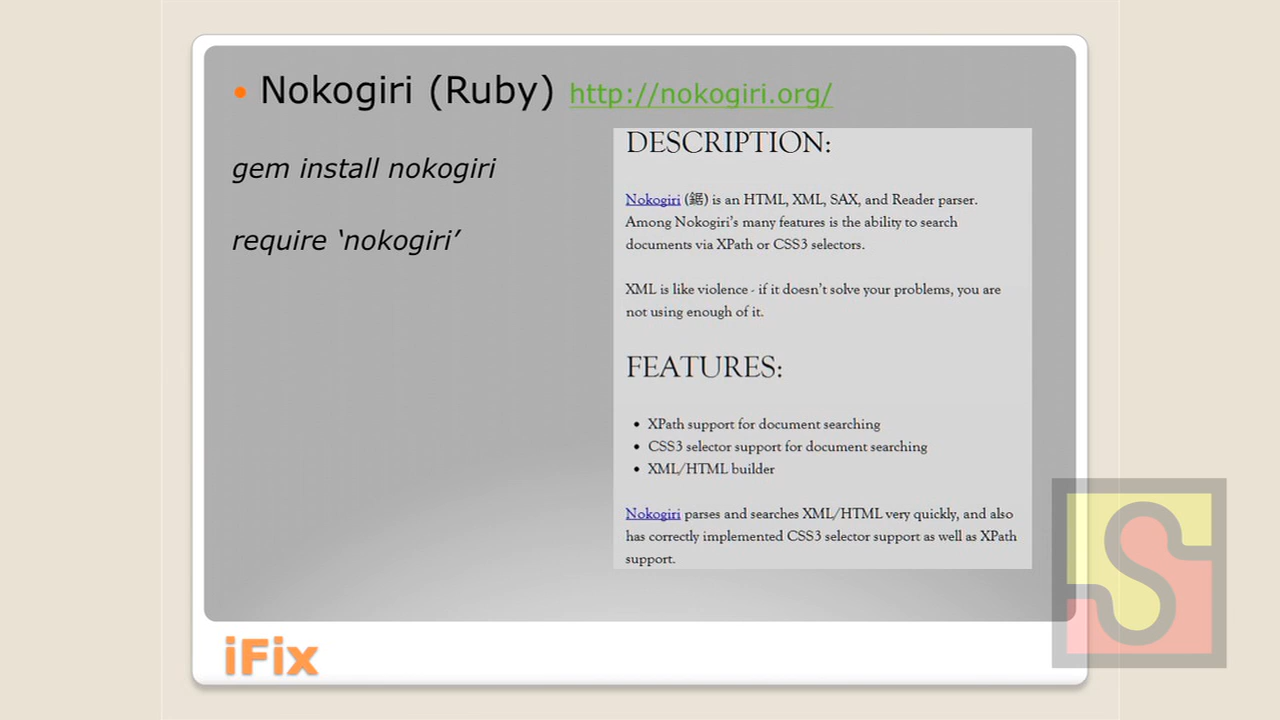 Nokogiri (Ruby) http://nokogiri.org/
gem install nokogiri
require ‘nokogiri’
DESCRIPTION:
Nokogiri (鋸) is an HTML, XML, SAX, and Reader parser.
Among Nokogiri’s many features is the ability to search
documents via XPath or CSS3 selectors.
XML is like violence - if it doesn’t solve your problems, you are
not using enough of it.
FEATURES:
• XPath support for document searching
• CSS3 selector support for document searching
• XML/HTML builder
Nokogiri parses and searches XML/HTML very quickly, and also
has correctly implemented CSS3 selector support as well as XPath
support.
iFix
S